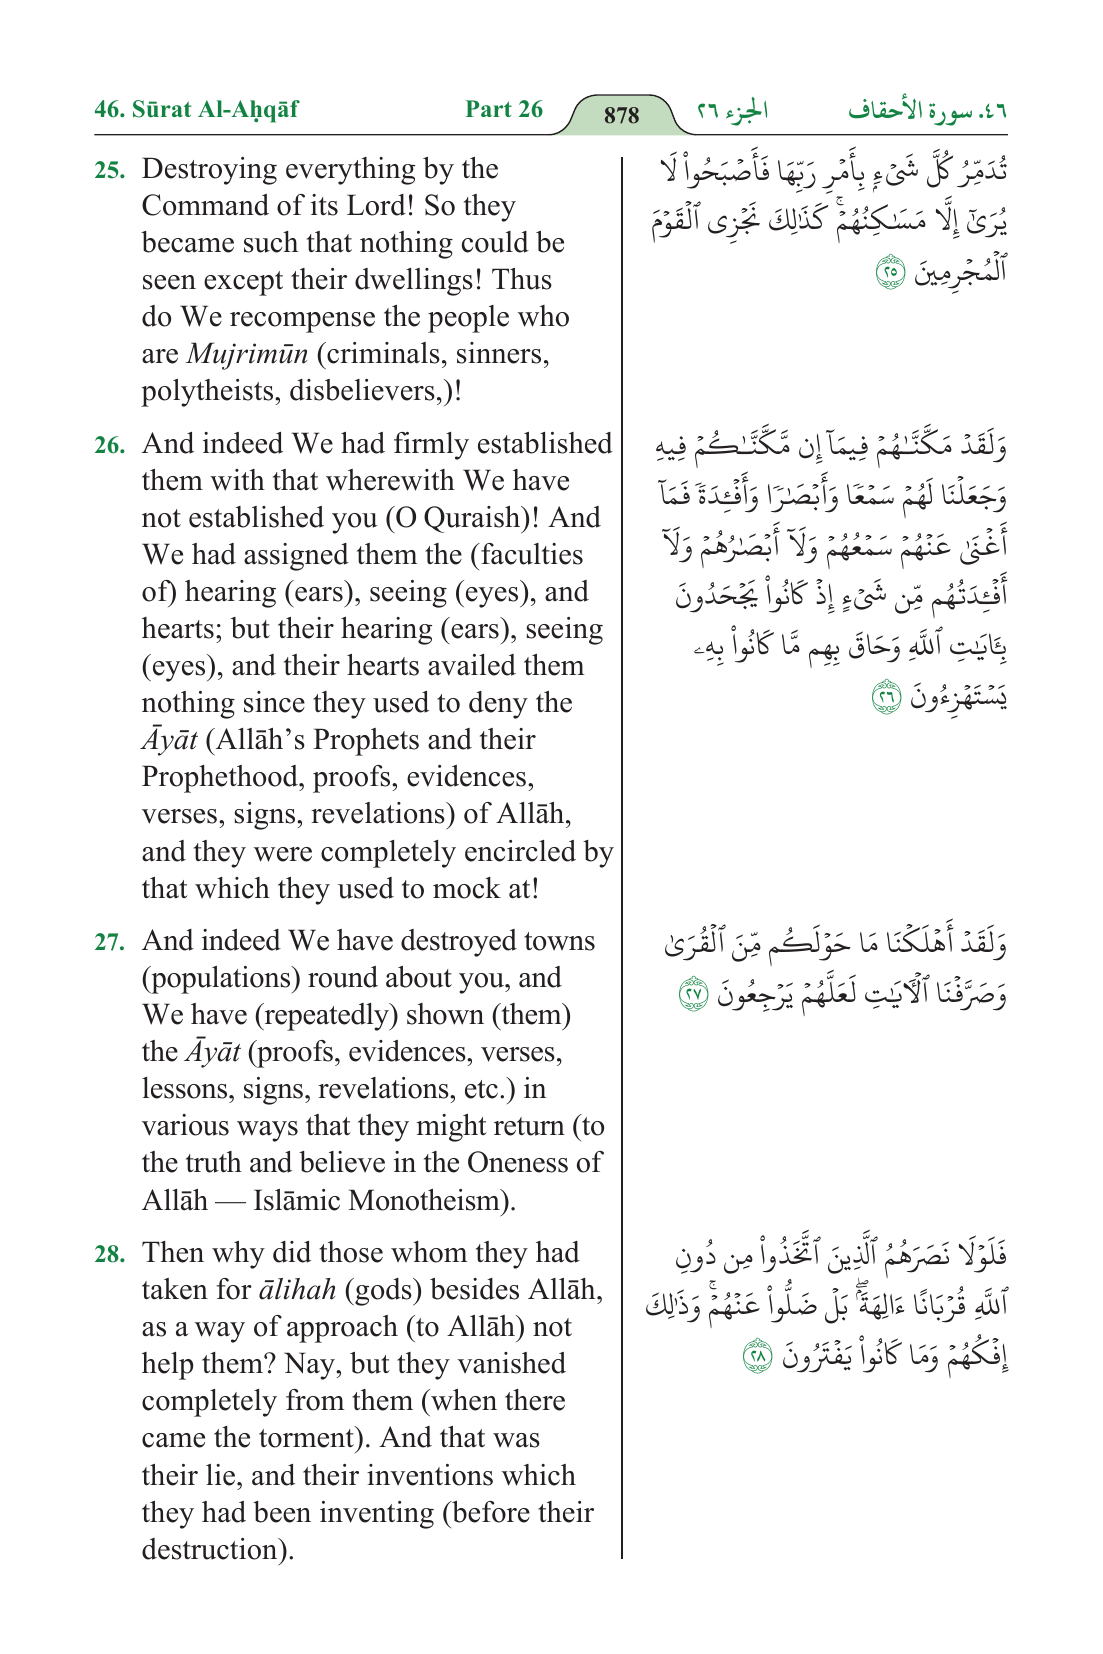 46. Sūrat Al-Aḥqāf Part 26 878 الجزء ٢٦ ٤٦. سورة الأحقاف
25. Destroying everything by the
Command of its Lord! So they
became such that nothing could be
seen except their dwellings! Thus
do We recompense the people who
are Mujrimūn (criminals, sinners,
polytheists, disbelievers,)!
26. And indeed We had firmly established
them with that wherewith We have
not established you (O Quraish)! And
We had assigned them the (faculties
of) hearing (ears), seeing (eyes), and
hearts; but their hearing (ears), seeing
(eyes), and their hearts availed them
nothing since they used to deny the
Āyāt (Allāh’s Prophets and their
Prophethood, proofs, evidences,
verses, signs, revelations) of Allāh,
and they were completely encircled by
that which they used to mock at!
27. And indeed We have destroyed towns
(populations) round about you, and
We have (repeatedly) shown (them)
the Āyāt (proofs, evidences, verses,
lessons, signs, revelations, etc.) in
various ways that they might return (to
the truth and believe in the Oneness of
Allāh — Islāmic Monotheism).
28. Then why did those whom they had
taken for ālihah (gods) besides Allāh,
as a way of approach (to Allāh) not
help them? Nay, but they vanished
completely from them (when there
came the torment). And that was
their lie, and their inventions which
they had been inventing (before their
destruction).
تُدَمِّرُ كُلَّ شَىْءٍۭ بِأَمْرِ رَبِّهَا فَأَصْبَحُوا۟ لَا
يُرَىٰٓ إِلَّا مَسَـٰكِنُهُمْ ۚ كَذَٰلِكَ نَجْزِى ٱلْقَوْمَ
ٱلْمُجْرِمِينَ ٢٥
وَلَقَدْ مَكَّنَّـٰهُمْ فِيمَآ إِن مَّكَّنَّـٰكُمْ فِيهِ
وَجَعَلْنَا لَهُمْ سَمْعًا وَأَبْصَـٰرًا وَأَفْـِٔدَةً فَمَآ
أَغْنَىٰ عَنْهُمْ سَمْعُهُمْ وَلَآ أَبْصَـٰرُهُمْ وَلَآ
أَفْـِٔدَتُهُم مِّن شَىْءٍ إِذْ كَانُوا۟ يَجْحَدُونَ
بِـَٔايَـٰتِ ٱللَّهِ وَحَاقَ بِهِم مَّا كَانُوا۟ بِهِۦ
يَسْتَهْزِءُونَ ٢٦
وَلَقَدْ أَهْلَكْنَا مَا حَوْلَكُم مِّنَ ٱلْقُرَىٰ
وَصَرَّفْنَا ٱلْـَٔايَـٰتِ لَعَلَّهُمْ يَرْجِعُونَ ٢٧
فَلَوْلَا نَصَرَهُمُ ٱلَّذِينَ ٱتَّخَذُوا۟ مِن دُونِ
ٱللَّهِ قُرْبَانًا ءَالِهَةًۢ ۖ بَلْ ضَلُّوا۟ عَنْهُمْ ۚ وَذَٰلِكَ
إِفْكُهُمْ وَمَا كَانُوا۟ يَفْتَرُونَ ٢٨